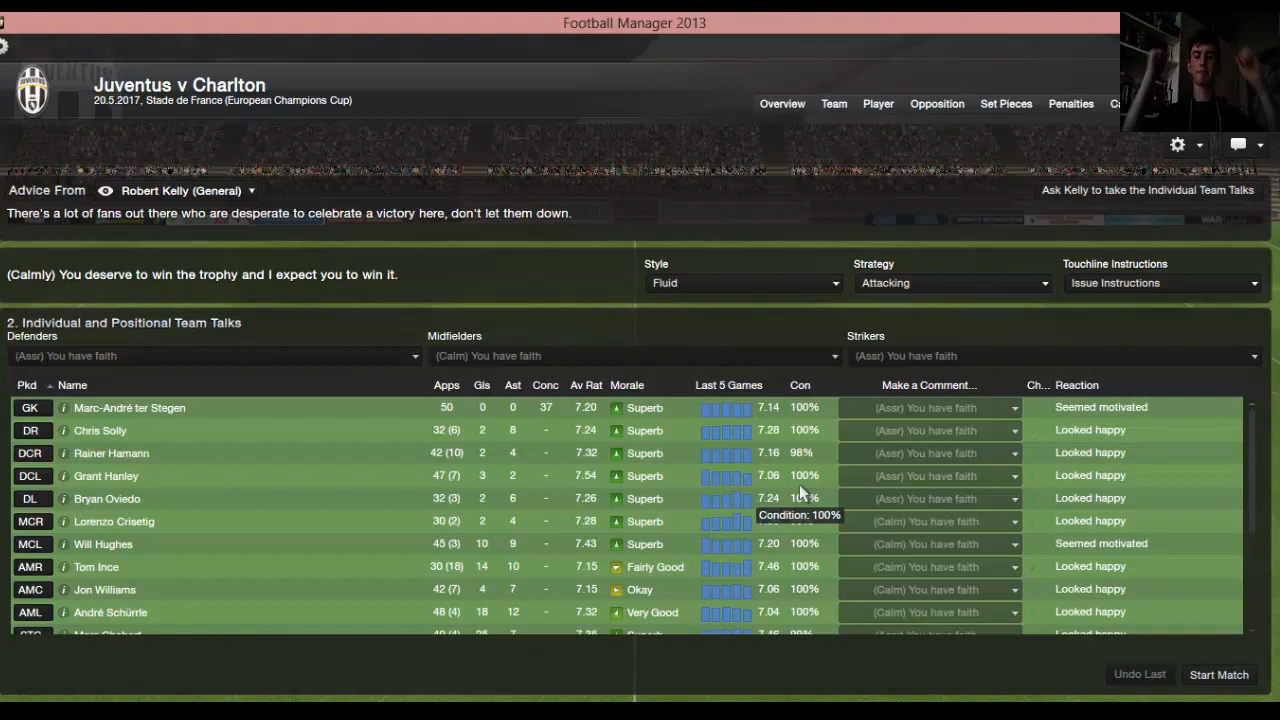 Football Manager 2013
Juventus v Charlton
20.5.2017, Stade de France (European Champions Cup)
Overview Team Player Opposition Set Pieces Penalties
Advice From Robert Kelly (General)
Ask Kelly to take the Individual Team Talks
There's a lot of fans out there who are desperate to celebrate a victory here, don't let them down.
(Calmly) You deserve to win the trophy and I expect you to win it.
Style Strategy Touchline Instructions
Fluid Attacking Issue Instructions
2. Individual and Positional Team Talks
Defenders Midfielders Strikers
(Assr) You have faith (Calm) You have faith (Assr) You have faith
Pkd Name Apps Gls Ast Conc Av Rat Morale Last 5 Games Con Make a Comment... Ch... Reaction
GK Marc-André ter Stegen 50 0 0 37 7.20 Superb 7.14 100% (Assr) You have faith Seemed motivated
DR Chris Solly 32 (6) 2 8 - 7.24 Superb 7.28 100% (Assr) You have faith Looked happy
DCR Rainer Hamann 42 (10) 2 4 - 7.32 Superb 7.16 98% (Assr) You have faith Looked happy
DCL Grant Hanley 47 (7) 3 2 - 7.54 Superb 7.06 100% (Assr) You have faith Looked happy
DL Bryan Oviedo 32 (3) 2 6 - 7.26 Superb 7.24 (Assr) You have faith Looked happy
Condition: 100%
MCR Lorenzo Crisetig 30 (2) 2 4 - 7.28 Superb (Calm) You have faith Looked happy
MCL Will Hughes 45 (3) 10 9 - 7.43 Superb 7.20 100% (Calm) You have faith Seemed motivated
AMR Tom Ince 30 (18) 14 10 - 7.15 Fairly Good 7.46 100% (Calm) You have faith Looked happy
AMC Jon Williams 42 (7) 4 7 - 7.15 Okay 7.06 100% (Calm) You have faith Looked happy
AML André Schürrle 48 (4) 18 12 - 7.32 Very Good 7.04 100% (Calm) You have faith Looked happy
Undo Last Start Match